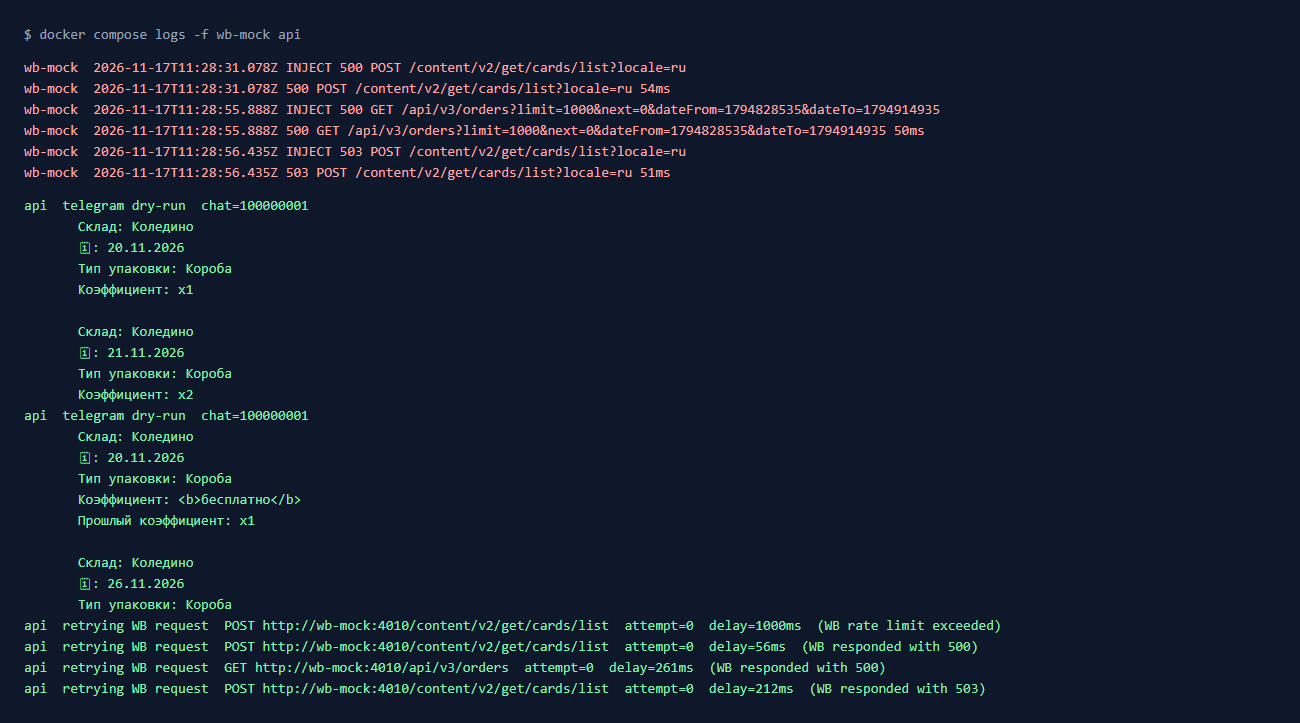 $ docker compose logs -f wb-mock api
wb-mock  2026-11-17T11:28:31.078Z INJECT 500 POST /content/v2/get/cards/list?locale=ru
wb-mock  2026-11-17T11:28:31.078Z 500 POST /content/v2/get/cards/list?locale=ru 54ms
wb-mock  2026-11-17T11:28:55.888Z INJECT 500 GET /api/v3/orders?limit=1000&next=0&dateFrom=1794828535&dateTo=1794914935
wb-mock  2026-11-17T11:28:55.888Z 500 GET /api/v3/orders?limit=1000&next=0&dateFrom=1794828535&dateTo=1794914935 50ms
wb-mock  2026-11-17T11:28:56.435Z INJECT 503 POST /content/v2/get/cards/list?locale=ru
wb-mock  2026-11-17T11:28:56.435Z 503 POST /content/v2/get/cards/list?locale=ru 51ms
api  telegram dry-run  chat=100000001
Склад: Коледино
🗓: 20.11.2026
Тип упаковки: Короба
Коэффициент: x1
Склад: Коледино
🗓: 21.11.2026
Тип упаковки: Короба
Коэффициент: x2
api  telegram dry-run  chat=100000001
Склад: Коледино
🗓: 20.11.2026
Тип упаковки: Короба
Коэффициент: <b>бесплатно</b>
Прошлый коэффициент: x1
Склад: Коледино
🗓: 26.11.2026
Тип упаковки: Короба
api  retrying WB request  POST http://wb-mock:4010/content/v2/get/cards/list  attempt=0  delay=1000ms  (WB rate limit exceeded)
api  retrying WB request  POST http://wb-mock:4010/content/v2/get/cards/list  attempt=0  delay=56ms  (WB responded with 500)
api  retrying WB request  GET http://wb-mock:4010/api/v3/orders  attempt=0  delay=261ms  (WB responded with 500)
api  retrying WB request  POST http://wb-mock:4010/content/v2/get/cards/list  attempt=0  delay=212ms  (WB responded with 503)